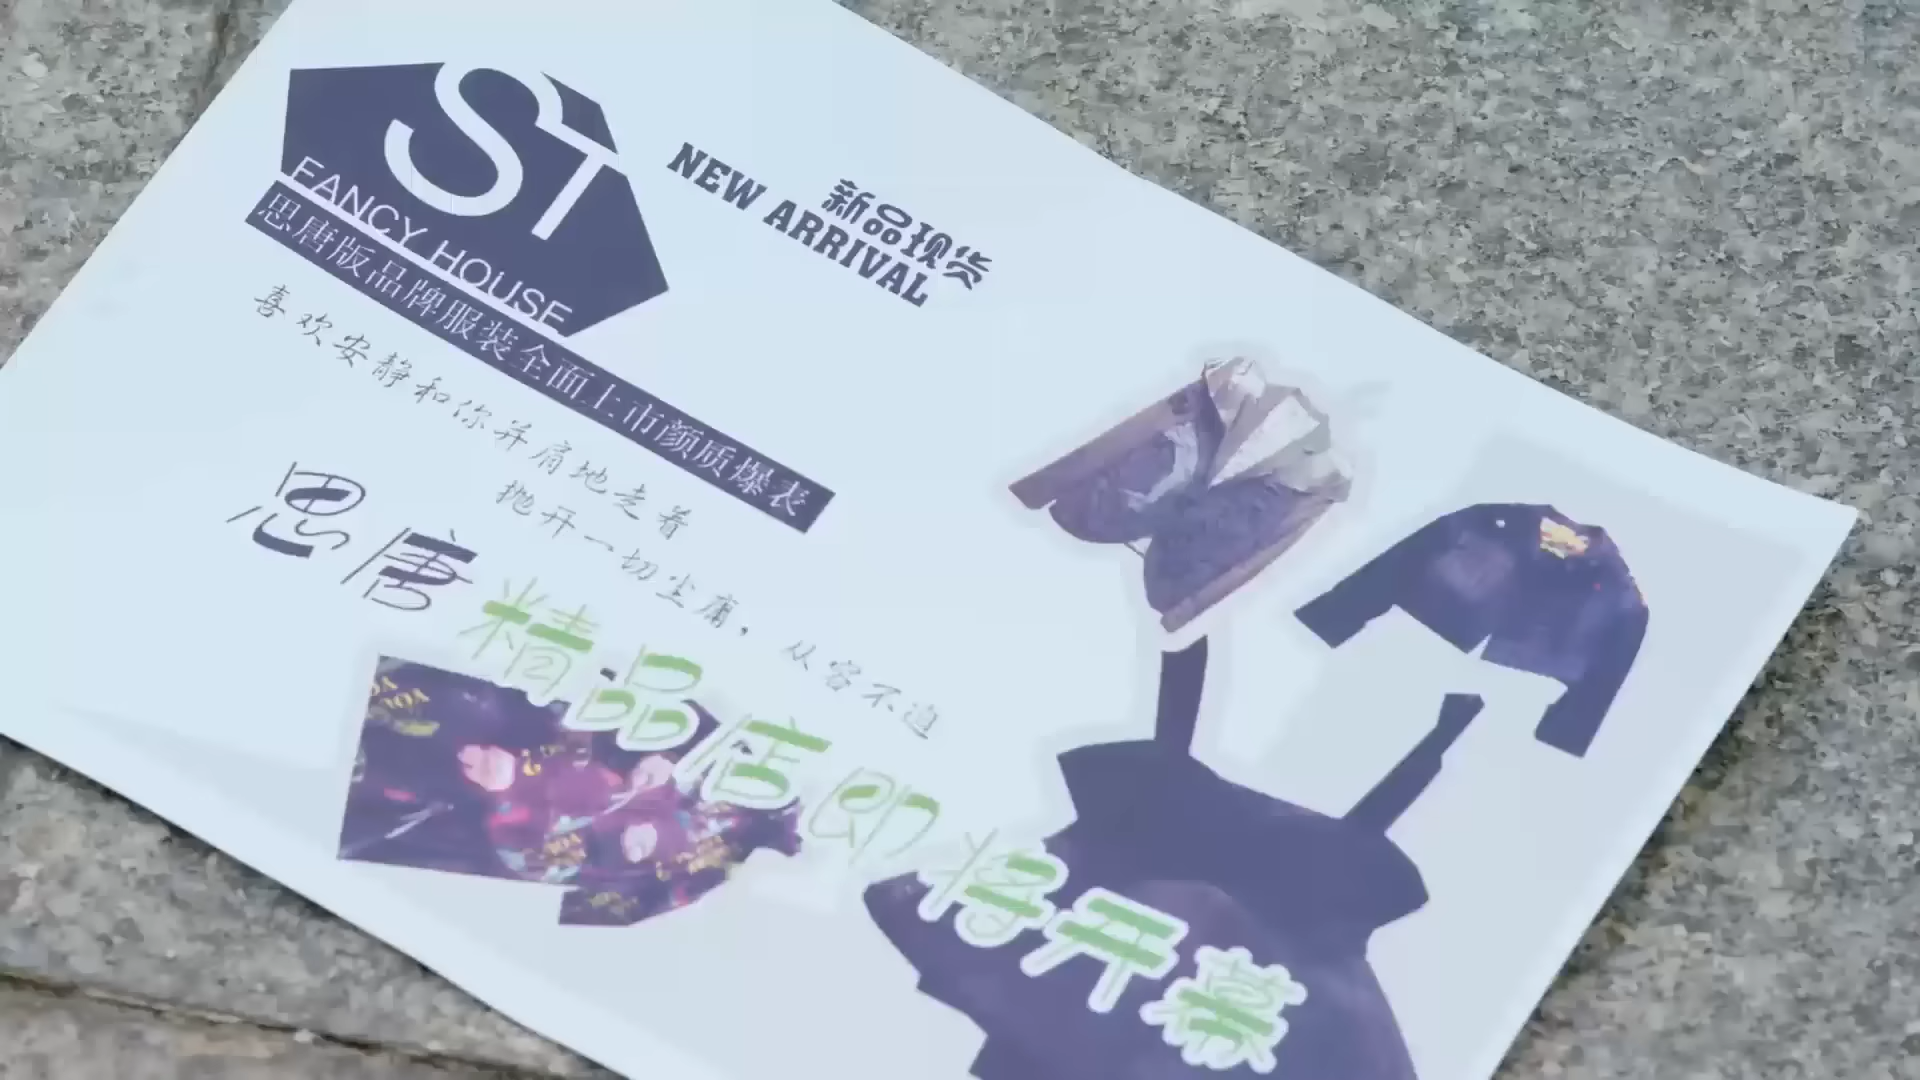 ST
FANCY HOUSE
思唐版品牌服装全面上市颜质爆表
新品现货
NEW ARRIVAL
喜欢安静和你并肩地走着
抛开一切尘庸，从容不迫
思唐精品店即将开幕